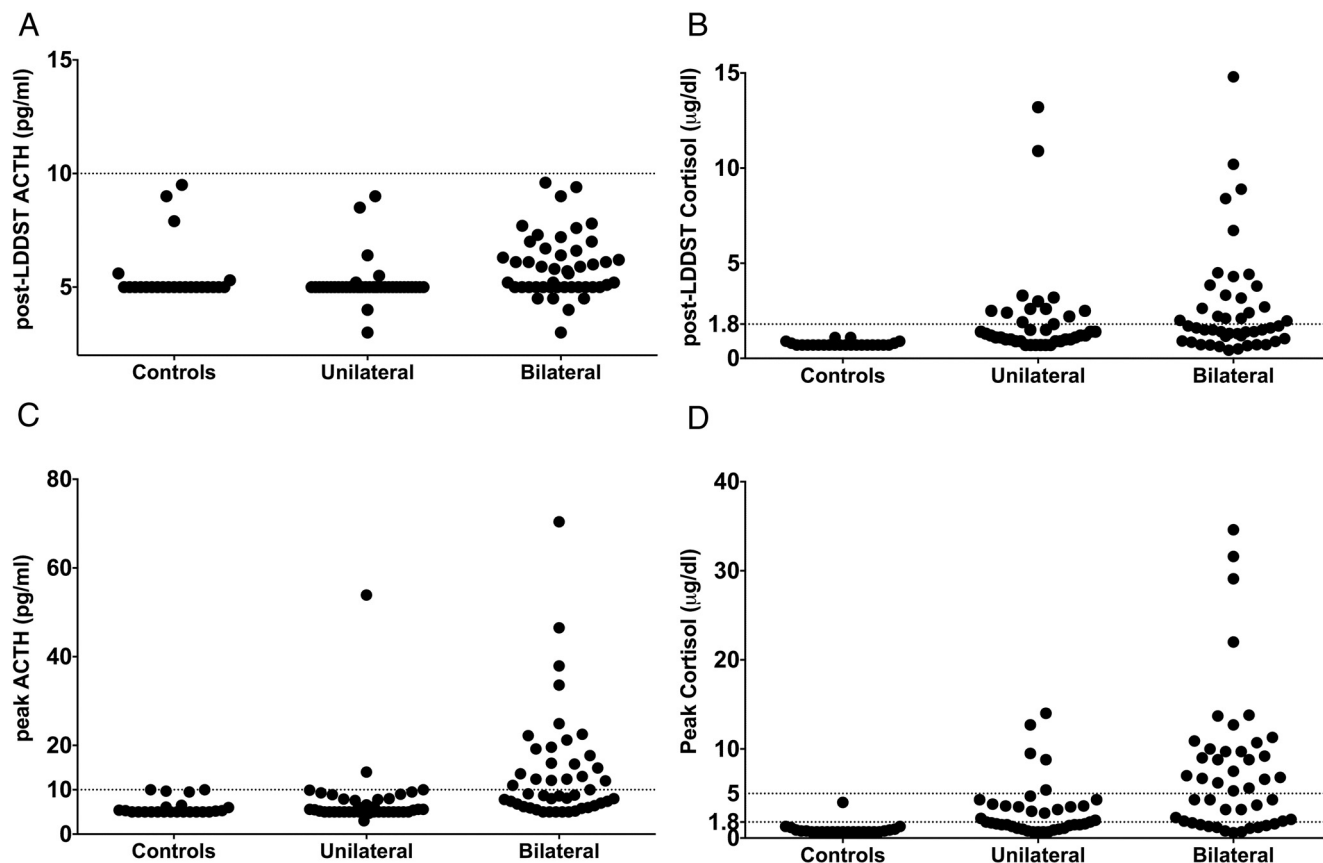 A
15
10
5
post-LDDST ACTH (pg/ml)
Controls
Unilateral
Bilateral
B
15
10
5
1.8
0
post-LDDST Cortisol (µg/dl)
Controls
Unilateral
Bilateral
C
80
60
40
20
10
0
peak ACTH (pg/ml)
Controls
Unilateral
Bilateral
D
40
30
20
10
5
1.8
0
Peak Cortisol (µg/dl)
Controls
Unilateral
Bilateral